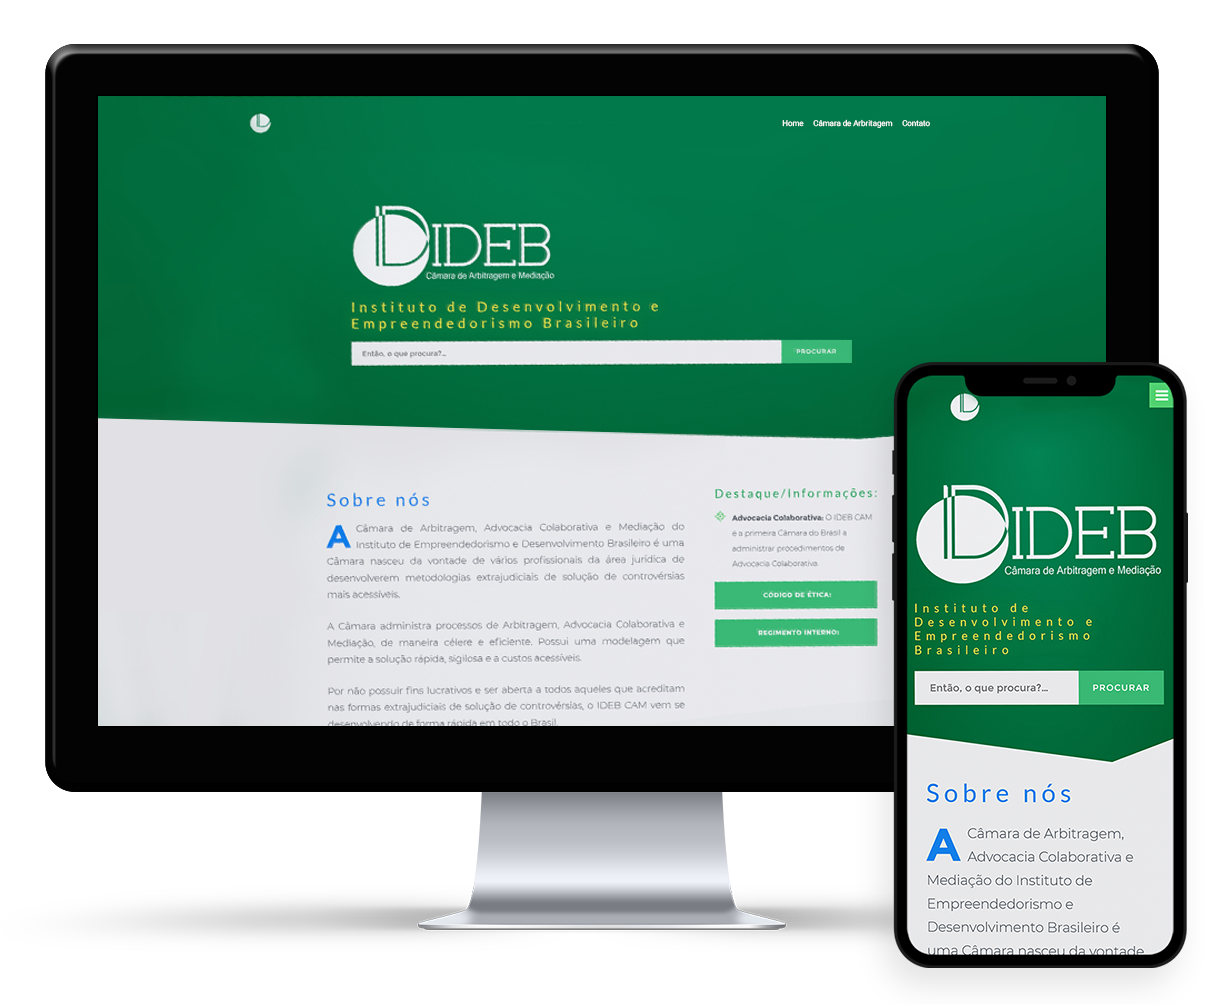 Home Câmara de Arbritagem Contato
IDEB
Câmara de Arbitragem e Mediação
Instituto de Desenvolvimento e
Empreendedorismo Brasileiro
Então, o que procura?... PROCURAR
Sobre nós
A Câmara de Arbitragem, Advocacia Colaborativa e Mediação do
Instituto de Empreendedorismo e Desenvolvimento Brasileiro é uma
Câmara nasceu da vontade de vários profissionais da área jurídica de
desenvolverem metodologias extrajudiciais de solução de controvérsias
mais acessíveis.
A Câmara administra processos de Arbitragem, Advocacia Colaborativa e
Mediação, de maneira célere e eficiente. Possui uma modelagem que
permite a solução rápida, sigilosa e a custos acessíveis.
Por não possuir fins lucrativos e ser aberta a todos aqueles que acreditam
nas formas extrajudiciais de solução de controvérsias, o IDEB CAM vem se
desenvolvendo de forma rápida em todo o Brasil.
Destaque/Informações:
Advocacia Colaborativa: O IDEB CAM
é a primeira Câmara do Brasil a
administrar procedimentos de
Advocacia Colaborativa.
CÓDIGO DE ÉTICA:
REGIMENTO INTERNO:
IDEB
Câmara de Arbitragem e Mediação
Instituto de
Desenvolvimento e
Empreendedorismo
Brasileiro
Então, o que procura?... PROCURAR
Sobre nós
A Câmara de Arbitragem,
Advocacia Colaborativa e
Mediação do Instituto de
Empreendedorismo e
Desenvolvimento Brasileiro é
uma Câmara nasceu da vontade